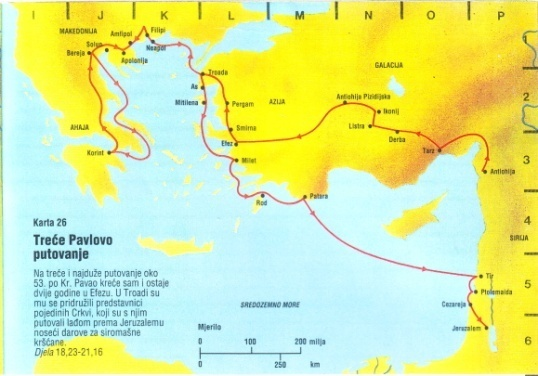 I J K L M N O P
MAKEDONIJA
Amfipol
Filipi
Solun
Neapol
Bereja
Apolonija
Troada
As
Mitilena
Pergam
AZIJA
GALACIJA
Antiohija Pizidijska
Ikonij
Listra
Derba
Smirna
AHAJA
Korint
Efez
Milet
Tarz
Antiohija
Rod
Patara
SIRIJA
Tir
Ptolemaida
Cezareja
Jeruzalem
2
3
4
5
6
Karta 26
Treće Pavlovo
putovanje
Na treće i najduže putovanje oko
53. po Kr. Pavao kreće sam i ostaje
dvije godine u Efezu. U Troadi su
mu se pridružili predstavnici
pojedinih Crkvi, koji su s njim
putovali lađom prema Jeruzalemu
noseći darove za siromašne
kršćane.
Djela 18,23-21,16
SREDOZEMNO MORE
Mjerilo
0 100 200 milja
0 250 km